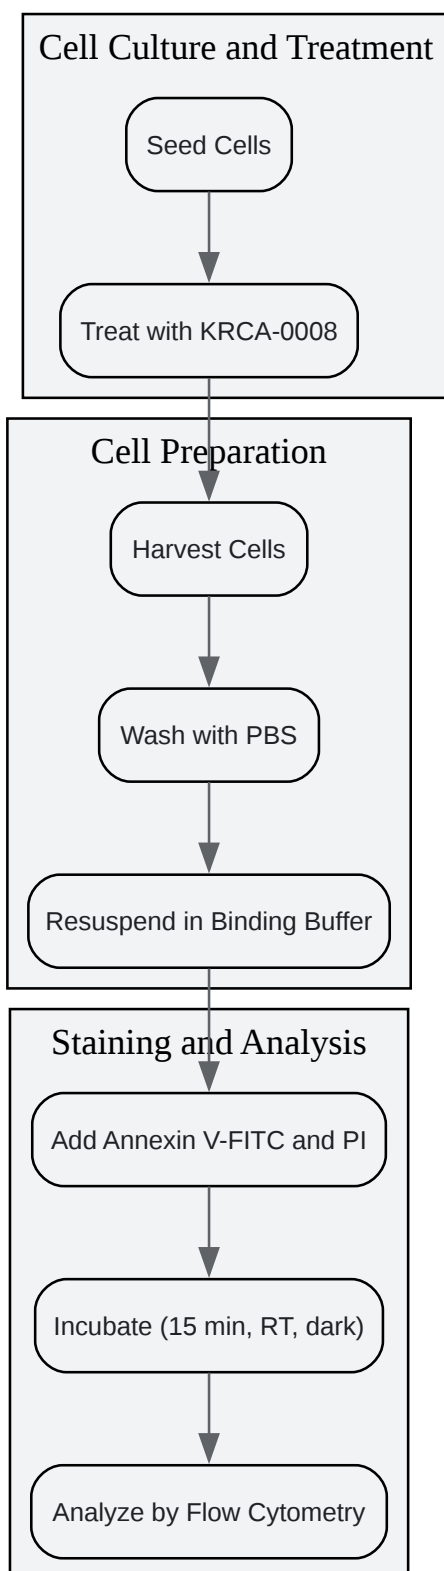 Cell Culture and Treatment
Seed Cells
Treat with KRCA-0008
Cell Preparation
Harvest Cells
Wash with PBS
Resuspend in Binding Buffer
Staining and Analysis
Add Annexin V-FITC and PI
Incubate (15 min, RT, dark)
Analyze by Flow Cytometry